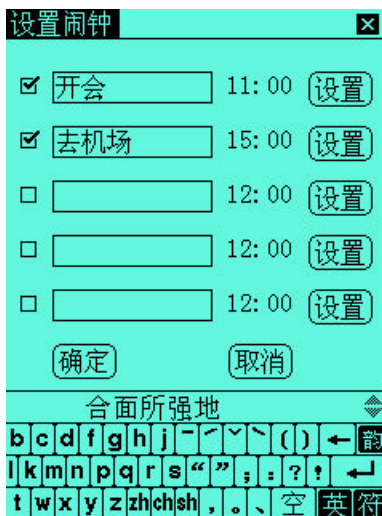 设置闹钟
开会 11:00 设置
去机场 15:00 设置
12:00 设置
12:00 设置
12:00 设置
确定 取消
合面所强地
b c d f g h j ˉ ˊ ˇ ˋ ( ) ← 韵
l k m n p q r s “ ” ; : ? ! ↵
t w x y z zh ch sh , 。 、 空 英 符